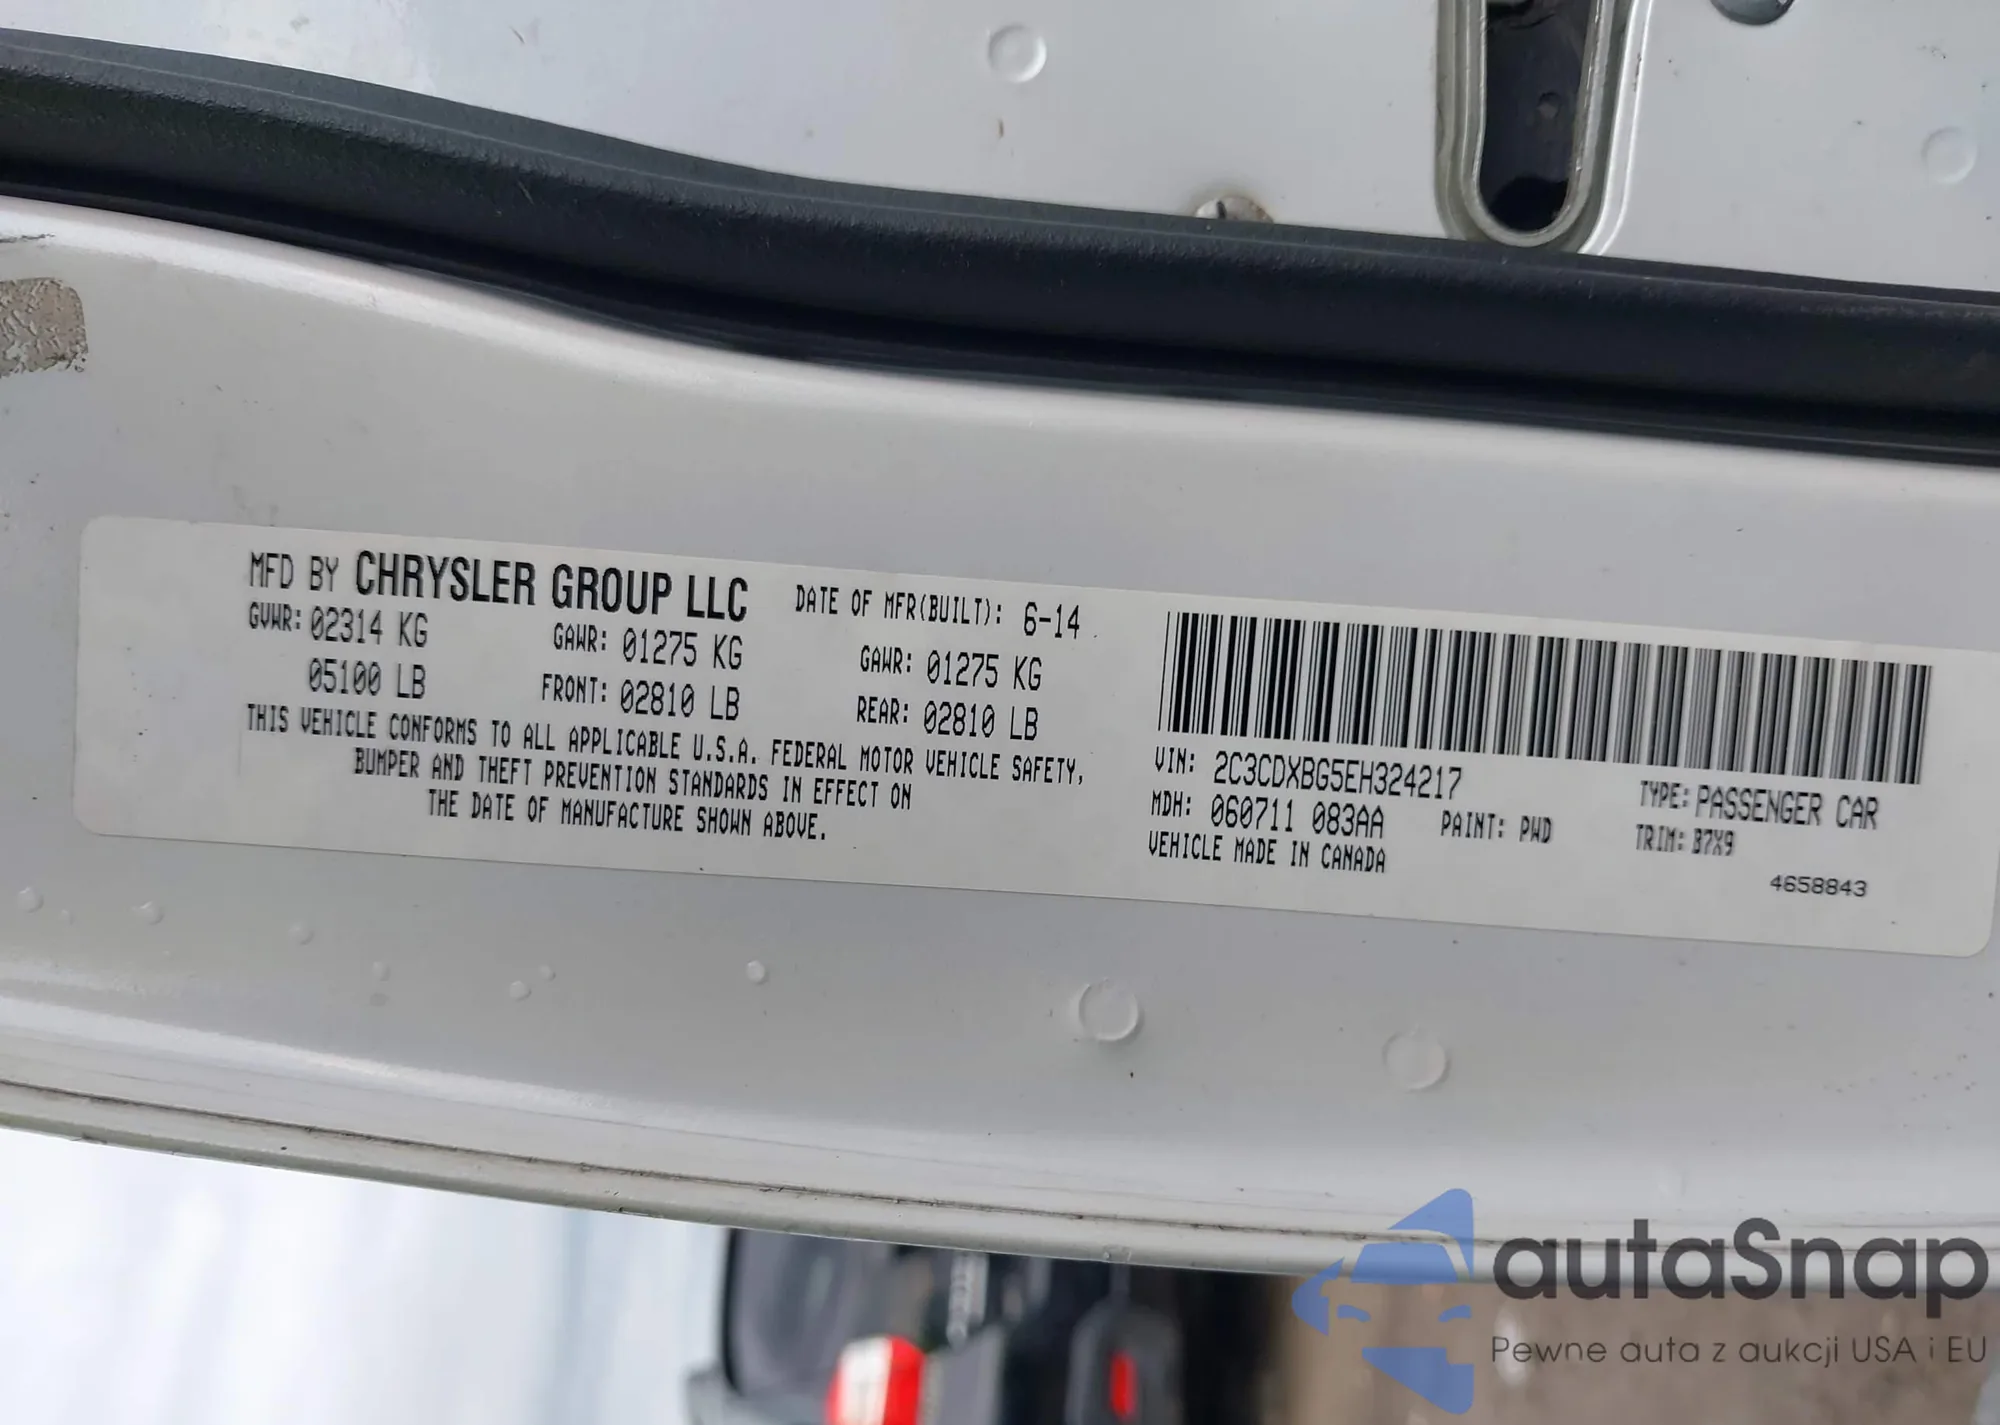 MFD BY CHRYSLER GROUP LLC DATE OF MFR(BUILT): 6-14
GVWR: 02314 KG GAWR: 01275 KG GAWR: 01275 KG
05100 LB FRONT: 02810 LB REAR: 02810 LB
THIS VEHICLE CONFORMS TO ALL APPLICABLE U.S.A. FEDERAL MOTOR VEHICLE SAFETY,
BUMPER AND THEFT PREVENTION STANDARDS IN EFFECT ON
THE DATE OF MANUFACTURE SHOWN ABOVE.
VIN: 2C3CDXBG5EH324217 TYPE: PASSENGER CAR
MDH: 060711 083AA PAINT: PWD TRIM: B7X9
VEHICLE MADE IN CANADA
4658843
autaSnap
Pewne auta z aukcji USA i EU